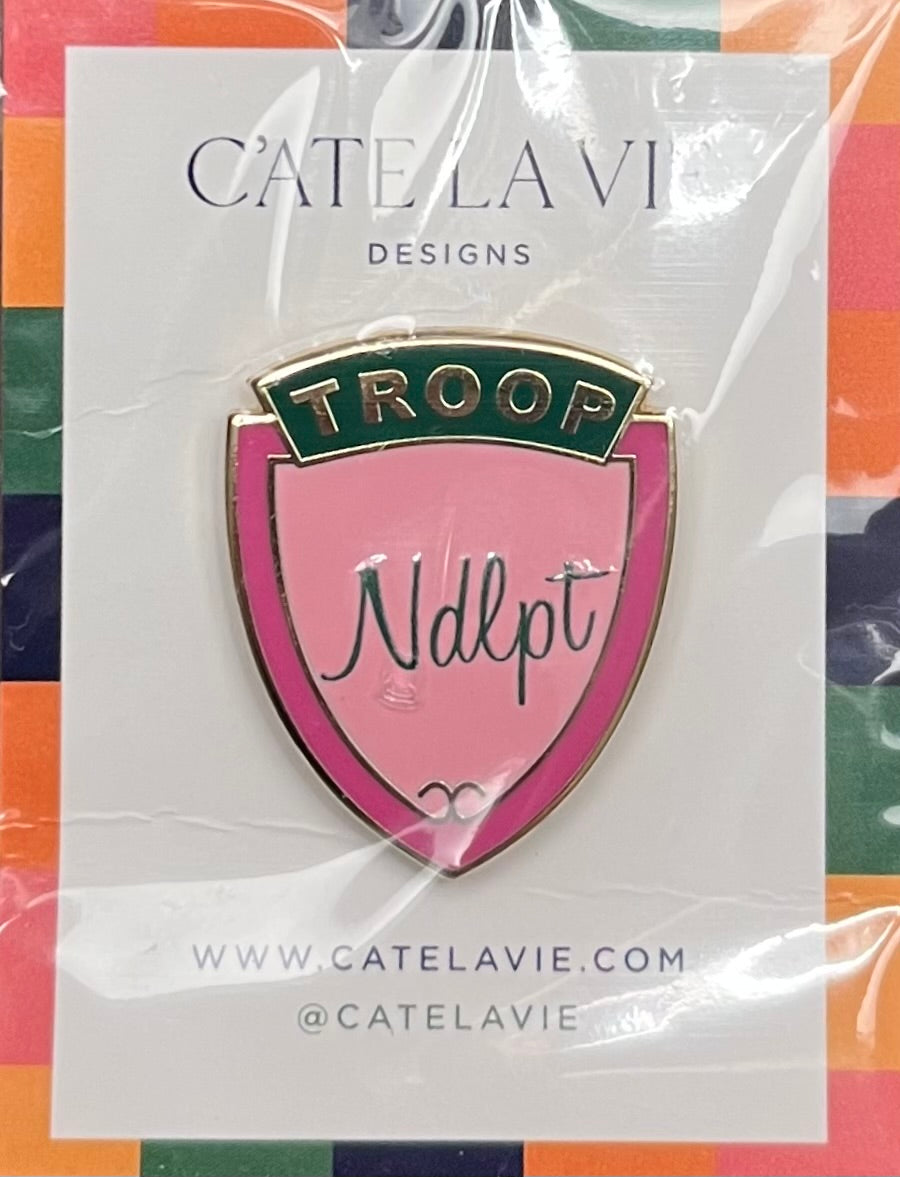 C'ATE LA VIE
DESIGNS
TROOP
Ndlpt
WWW.CATELAVIE.COM
@CATELAVIE